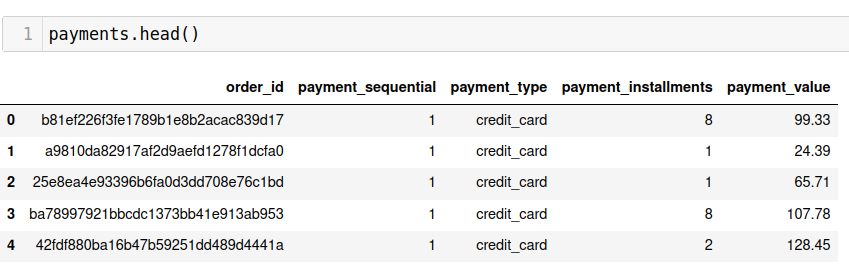 1 payments.head()
order_id payment_sequential payment_type payment_installments payment_value
0 b81ef226f3fe1789b1e8b2acac839d17 1 credit_card 8 99.33
1 a9810da82917af2d9aefd1278f1dcfa0 1 credit_card 1 24.39
2 25e8ea4e93396b6fa0d3dd708e76c1bd 1 credit_card 1 65.71
3 ba78997921bbcdc1373bb41e913ab953 1 credit_card 8 107.78
4 42fdf880ba16b47b59251dd489d4441a 1 credit_card 2 128.45